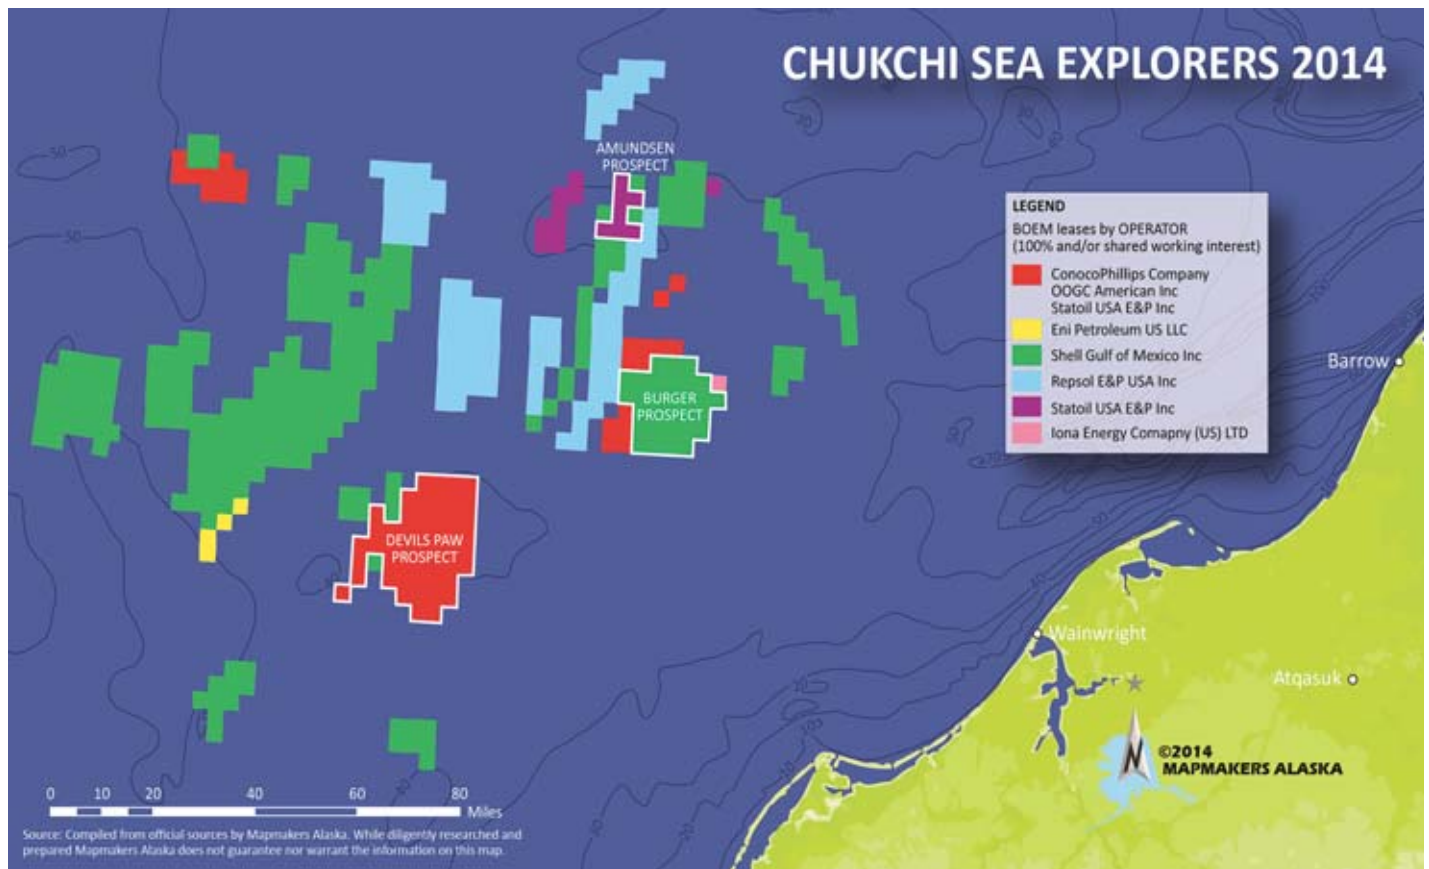 CHUKCHI SEA EXPLORERS 2014
AMUNDSEN
PROSPECT
LEGEND
BOEM leases by OPERATOR
(100% and/or shared working interest)
ConocoPhillips Company
OOGC American Inc
Statoil USA E&P Inc
Eni Petroleum US LLC
Shell Gulf of Mexico Inc
Repsol E&P USA Inc
Statoil USA E&P Inc
Iona Energy Comapny (US) LTD
Barrow
BURGER
PROSPECT
DEVILS PAW
PROSPECT
Wainwright
Atqasuk
N
©2014
MAPMAKERS ALASKA
0 10 20 40 60 80
Miles
Source: Compiled from official sources by Mapmakers Alaska. While diligently researched and
prepared Mapmakers Alaska does not guarantee nor warrant the information on this map.
50
50